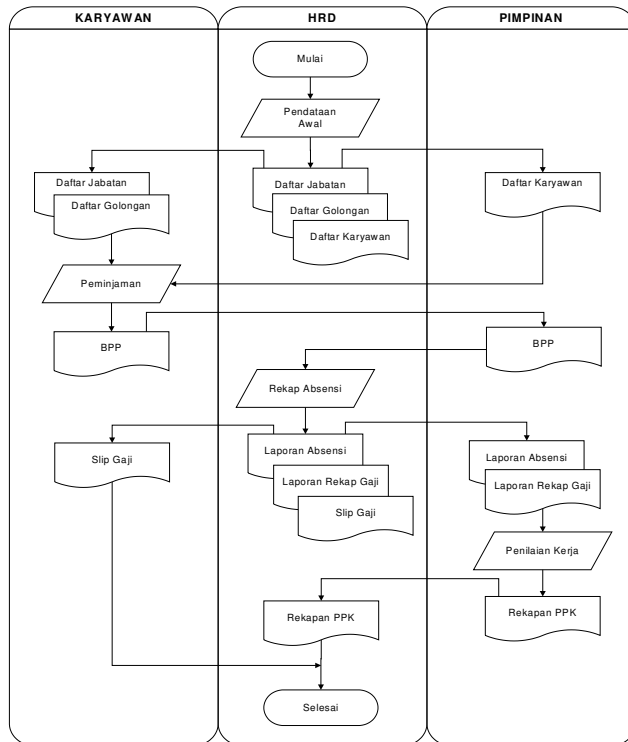 KARYAWAN
HRD
PIMPINAN
Mulai
Pendataan
Awal
Daftar Jabatan
Daftar Golongan
Daftar Jabatan
Daftar Golongan
Daftar Karyawan
Daftar Karyawan
Peminjaman
BPP
BPP
Rekap Absensi
Slip Gaji
Laporan Absensi
Laporan Rekap Gaji
Slip Gaji
Laporan Absensi
Laporan Rekap Gaji
Penilaian Kerja
Rekapan PPK
Rekapan PPK
Selesai